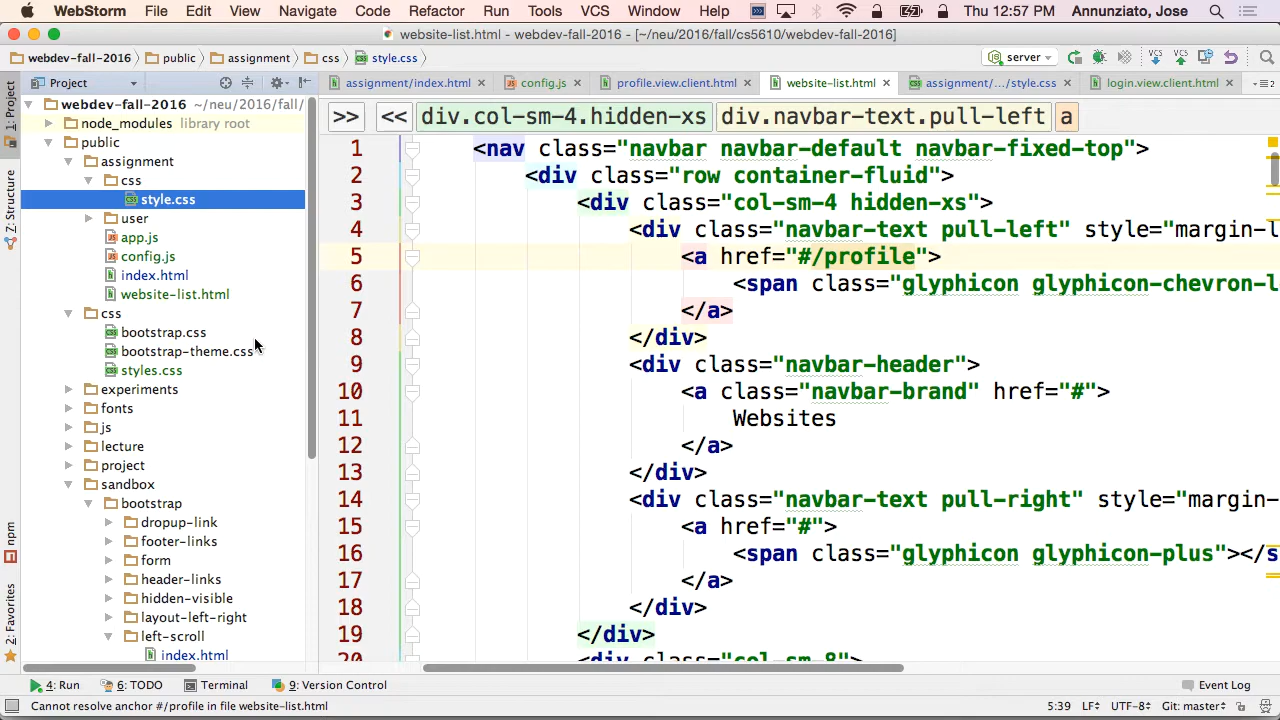 WebStorm File Edit View Navigate Code Refactor Run Tools VCS Window Help Thu 12:57 PM Annunziato, Jose
website-list.html - webdev-fall-2016 - [~/neu/2016/fall/cs5610/webdev-fall-2016]
webdev-fall-2016 public assignment css style.css server VCS VCS
Project assignment/index.html config.js profile.view.client.html website-list.html assignment/.../style.css login.view.client.html
1: Project
7: Structure
npm
2: Favorites
webdev-fall-2016 ~/neu/2016/fall/
node_modules library root
public
assignment
css
style.css
user
app.js
config.js
index.html
website-list.html
css
bootstrap.css
bootstrap-theme.css
styles.css
experiments
fonts
js
lecture
project
sandbox
bootstrap
dropup-link
footer-links
form
header-links
hidden-visible
layout-left-right
left-scroll
index.html
>> << div.col-sm-4.hidden-xs div.navbar-text.pull-left a
1 <nav class="navbar navbar-default navbar-fixed-top">
2 <div class="row container-fluid">
3 <div class="col-sm-4 hidden-xs">
4 <div class="navbar-text pull-left" style="margin-l
5 <a href="#/profile">
6 <span class="glyphicon glyphicon-chevron-l
7 </a>
8 </div>
9 <div class="navbar-header">
10 <a class="navbar-brand" href="#">
11 Websites
12 </a>
13 </div>
14 <div class="navbar-text pull-right" style="margin-
15 <a href="#">
16 <span class="glyphicon glyphicon-plus"></s
17 </a>
18 </div>
19 </div>
20 <div class="col-sm-8">
4: Run 6: TODO Terminal 9: Version Control Event Log
Cannot resolve anchor #/profile in file website-list.html 5:39 LF UTF-8 Git: master